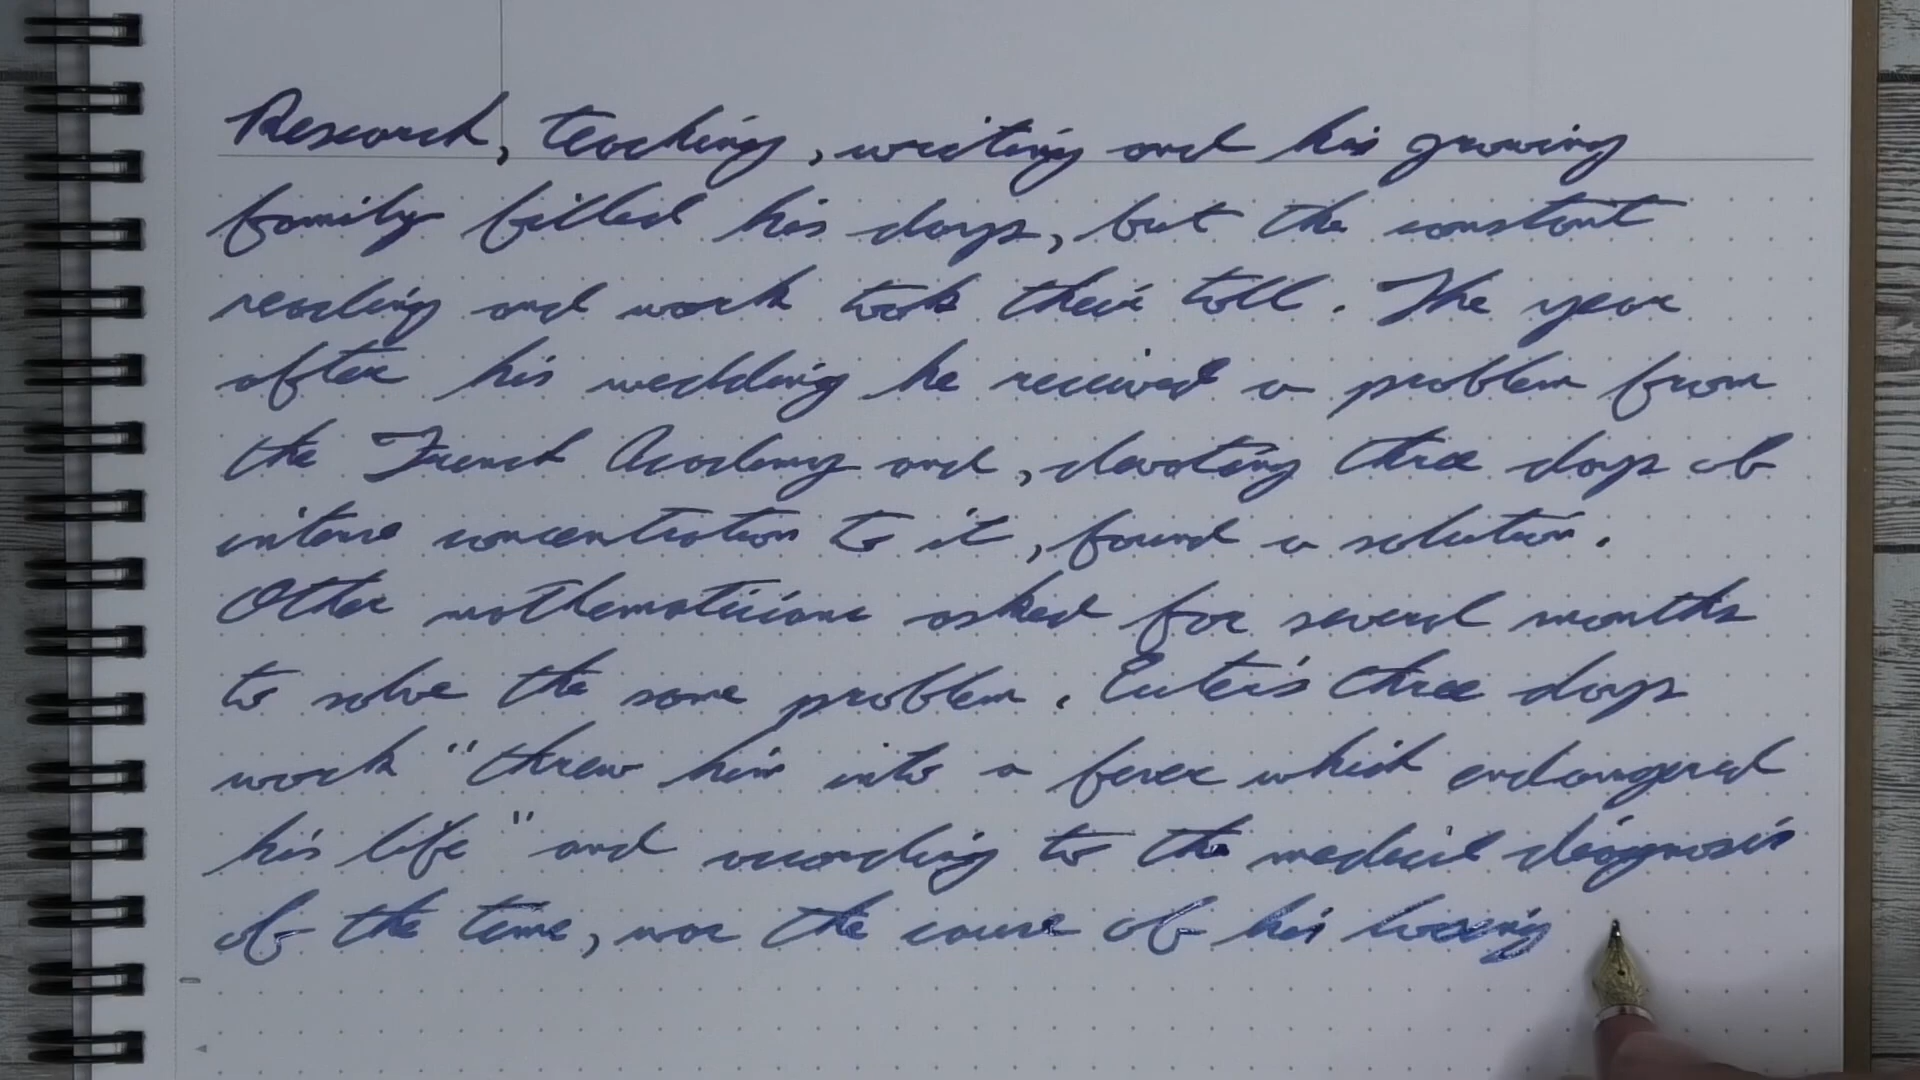 Research, teaching, writing and his growing
family filled his days, but the constant
reading and work took their toll. The year
after his wedding he received a problem from
the French Academy and, devoting three days of
intense concentration to it, found a solution.
Other mathematicians asked for several months
to solve the same problem. Euler's three days
work "threw him into a fever which endangered
his life" and according to the medical diagnosis
of the time, was the cause of his loosing